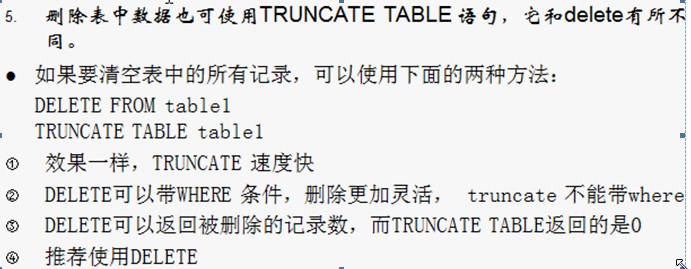 5. 删除表中数据也可使用TRUNCATE TABLE 语句，它和delete有所不
同。
● 如果要清空表中的所有记录，可以使用下面的两种方法：
DELETE FROM table1
TRUNCATE TABLE table1
① 效果一样，TRUNCATE 速度快
② DELETE可以带WHERE 条件，删除更加灵活， truncate 不能带where
③ DELETE可以返回被删除的记录数，而TRUNCATE TABLE返回的是0
④ 推荐使用DELETE